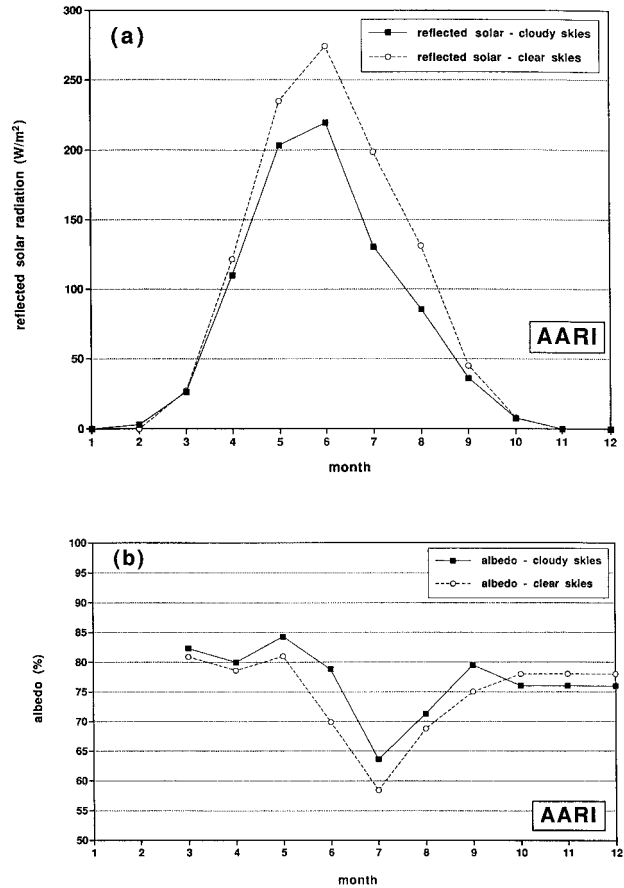 (a)
reflected solar - cloudy skies
reflected solar - clear skies
reflected solar radiation (W/m²)
300
250
200
150
100
50
0
AARI
1 2 3 4 5 6 7 8 9 10 11 12
month
(b)
albedo - cloudy skies
albedo - clear skies
albedo (%)
100
95
90
85
80
75
70
65
60
55
50
AARI
1 2 3 4 5 6 7 8 9 10 11 12
month